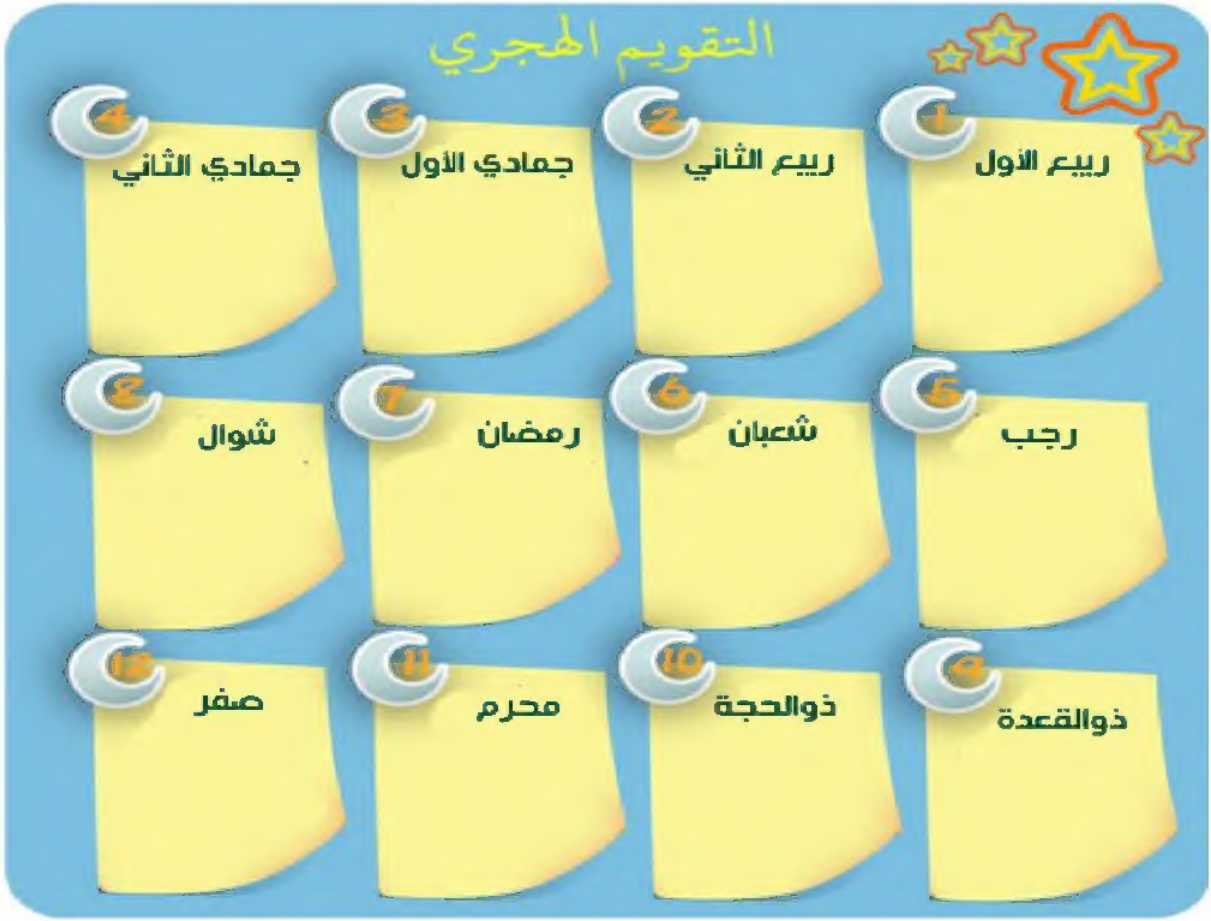 التقويم الهجري
1
ربيع الأول
2
ربيع الثاني
3
جمادي الأول
4
جمادي الثاني
5
رجب
6
شعبان
7
رمضان
8
شوال
9
ذوالقعدة
10
ذوالحجة
11
محرم
12
صفر